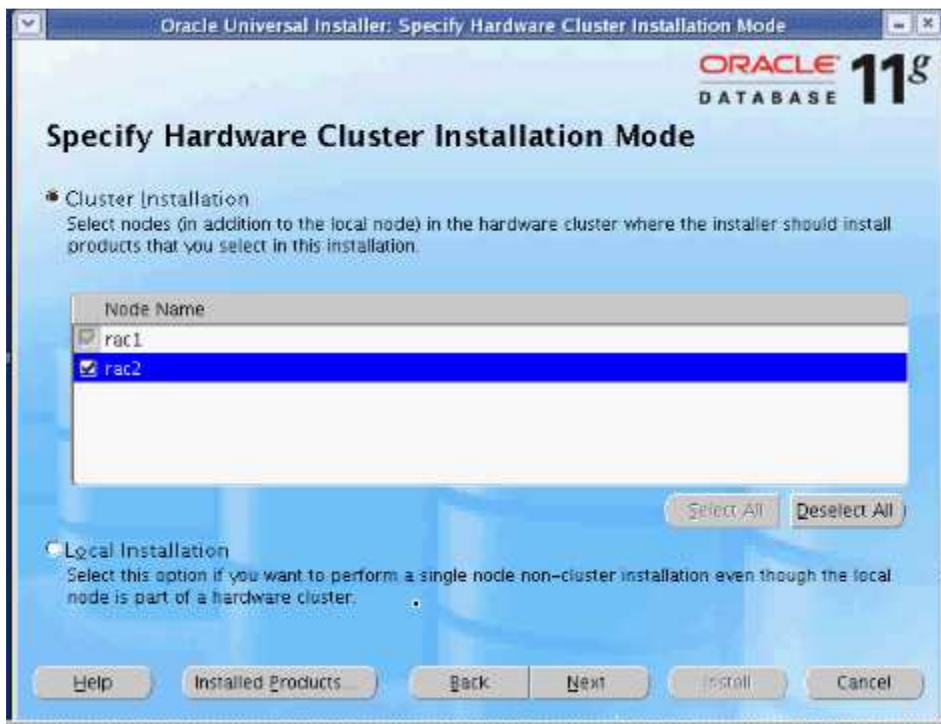 Oracle Universal Installer: Specify Hardware Cluster Installation Mode
ORACLE 11g
DATABASE
Specify Hardware Cluster Installation Mode
Cluster Installation
Select nodes (in addition to the local node) in the hardware cluster where the installer should install
products that you select in this installation.
Node Name
rac1
rac2
Select All Deselect All
Local Installation
Select this option if you want to perform a single node non-cluster installation even though the local
node is part of a hardware cluster.
Help Installed Products... Back Next Install Cancel